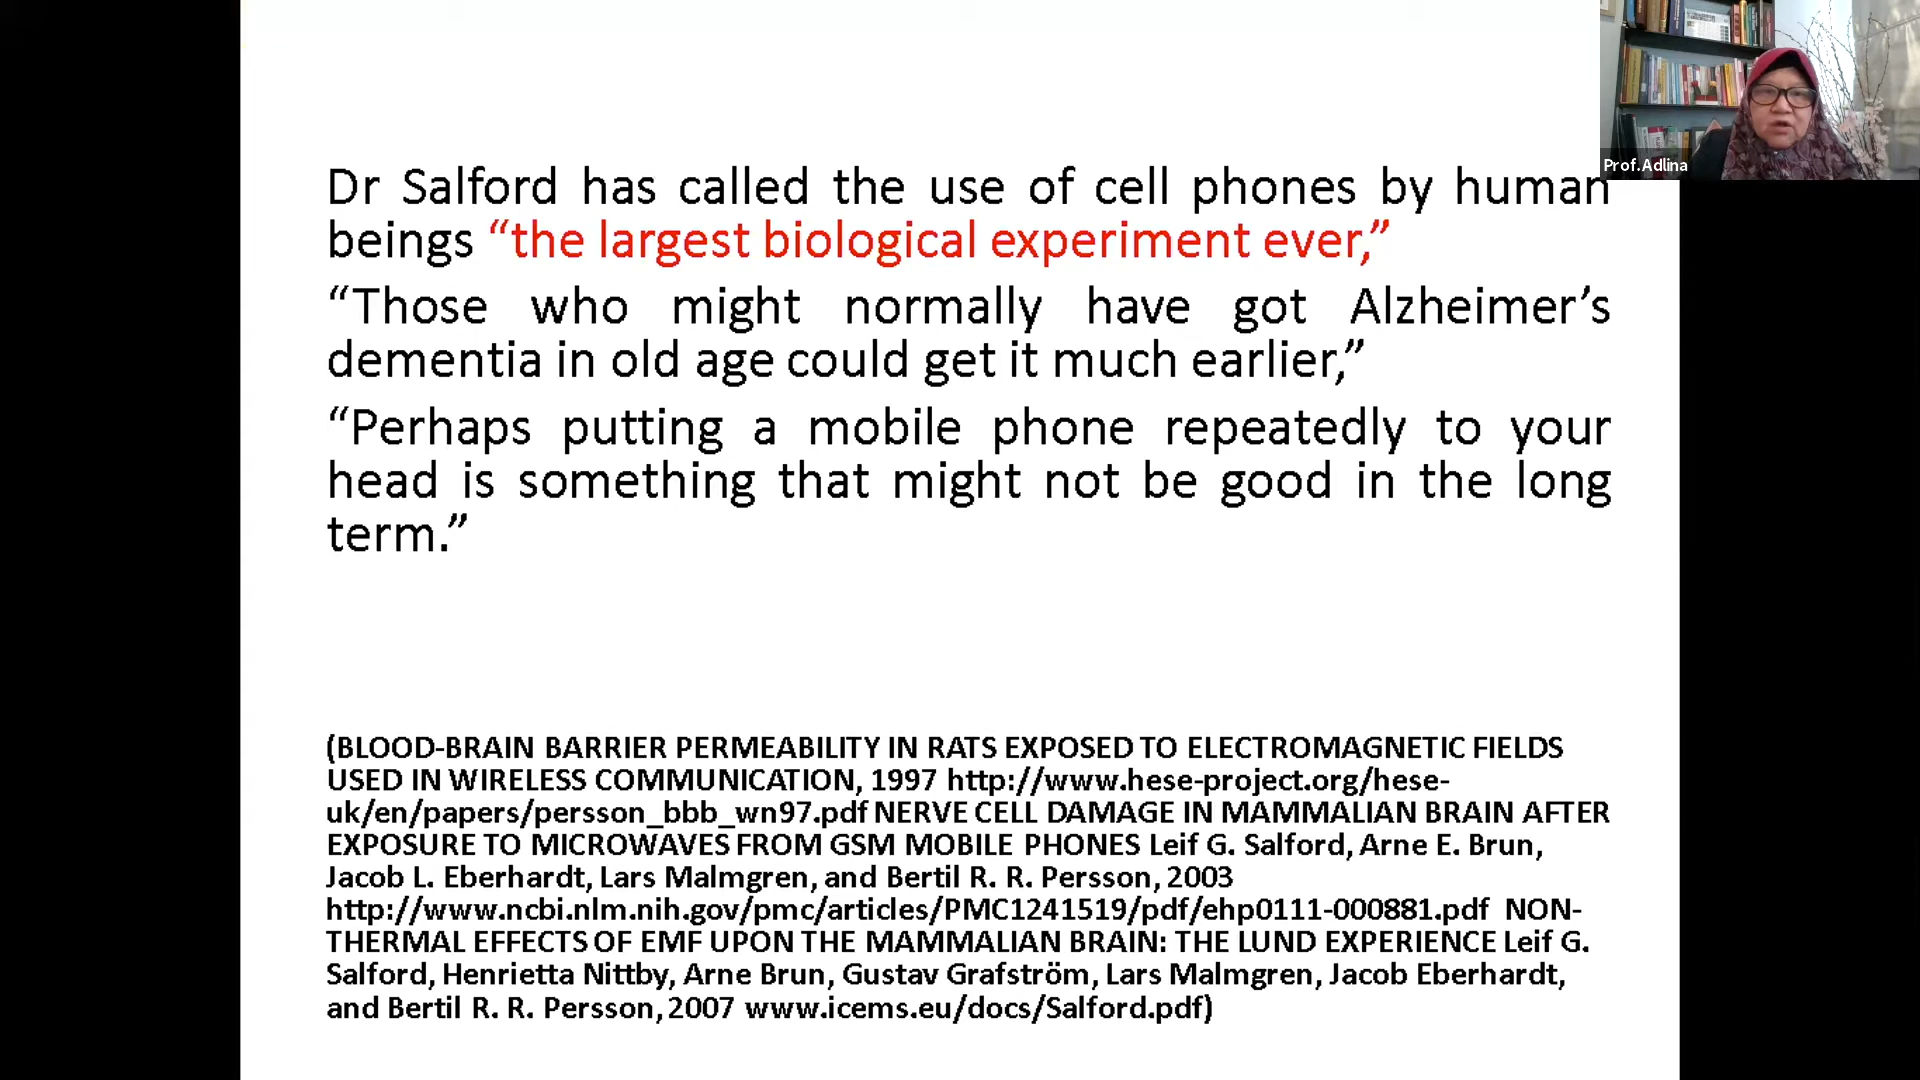 Prof.Adlina
Dr Salford has called the use of cell phones by human
beings “the largest biological experiment ever,”
“Those who might normally have got Alzheimer’s
dementia in old age could get it much earlier,”
“Perhaps putting a mobile phone repeatedly to your
head is something that might not be good in the long
term.”
(BLOOD-BRAIN BARRIER PERMEABILITY IN RATS EXPOSED TO ELECTROMAGNETIC FIELDS
USED IN WIRELESS COMMUNICATION, 1997 http://www.hese-project.org/hese-
uk/en/papers/persson_bbb_wn97.pdf NERVE CELL DAMAGE IN MAMMALIAN BRAIN AFTER
EXPOSURE TO MICROWAVES FROM GSM MOBILE PHONES Leif G. Salford, Arne E. Brun,
Jacob L. Eberhardt, Lars Malmgren, and Bertil R. R. Persson, 2003
http://www.ncbi.nlm.nih.gov/pmc/articles/PMC1241519/pdf/ehp0111-000881.pdf NON-
THERMAL EFFECTS OF EMF UPON THE MAMMALIAN BRAIN: THE LUND EXPERIENCE Leif G.
Salford, Henrietta Nittby, Arne Brun, Gustav Grafström, Lars Malmgren, Jacob Eberhardt,
and Bertil R. R. Persson, 2007 www.icems.eu/docs/Salford.pdf)